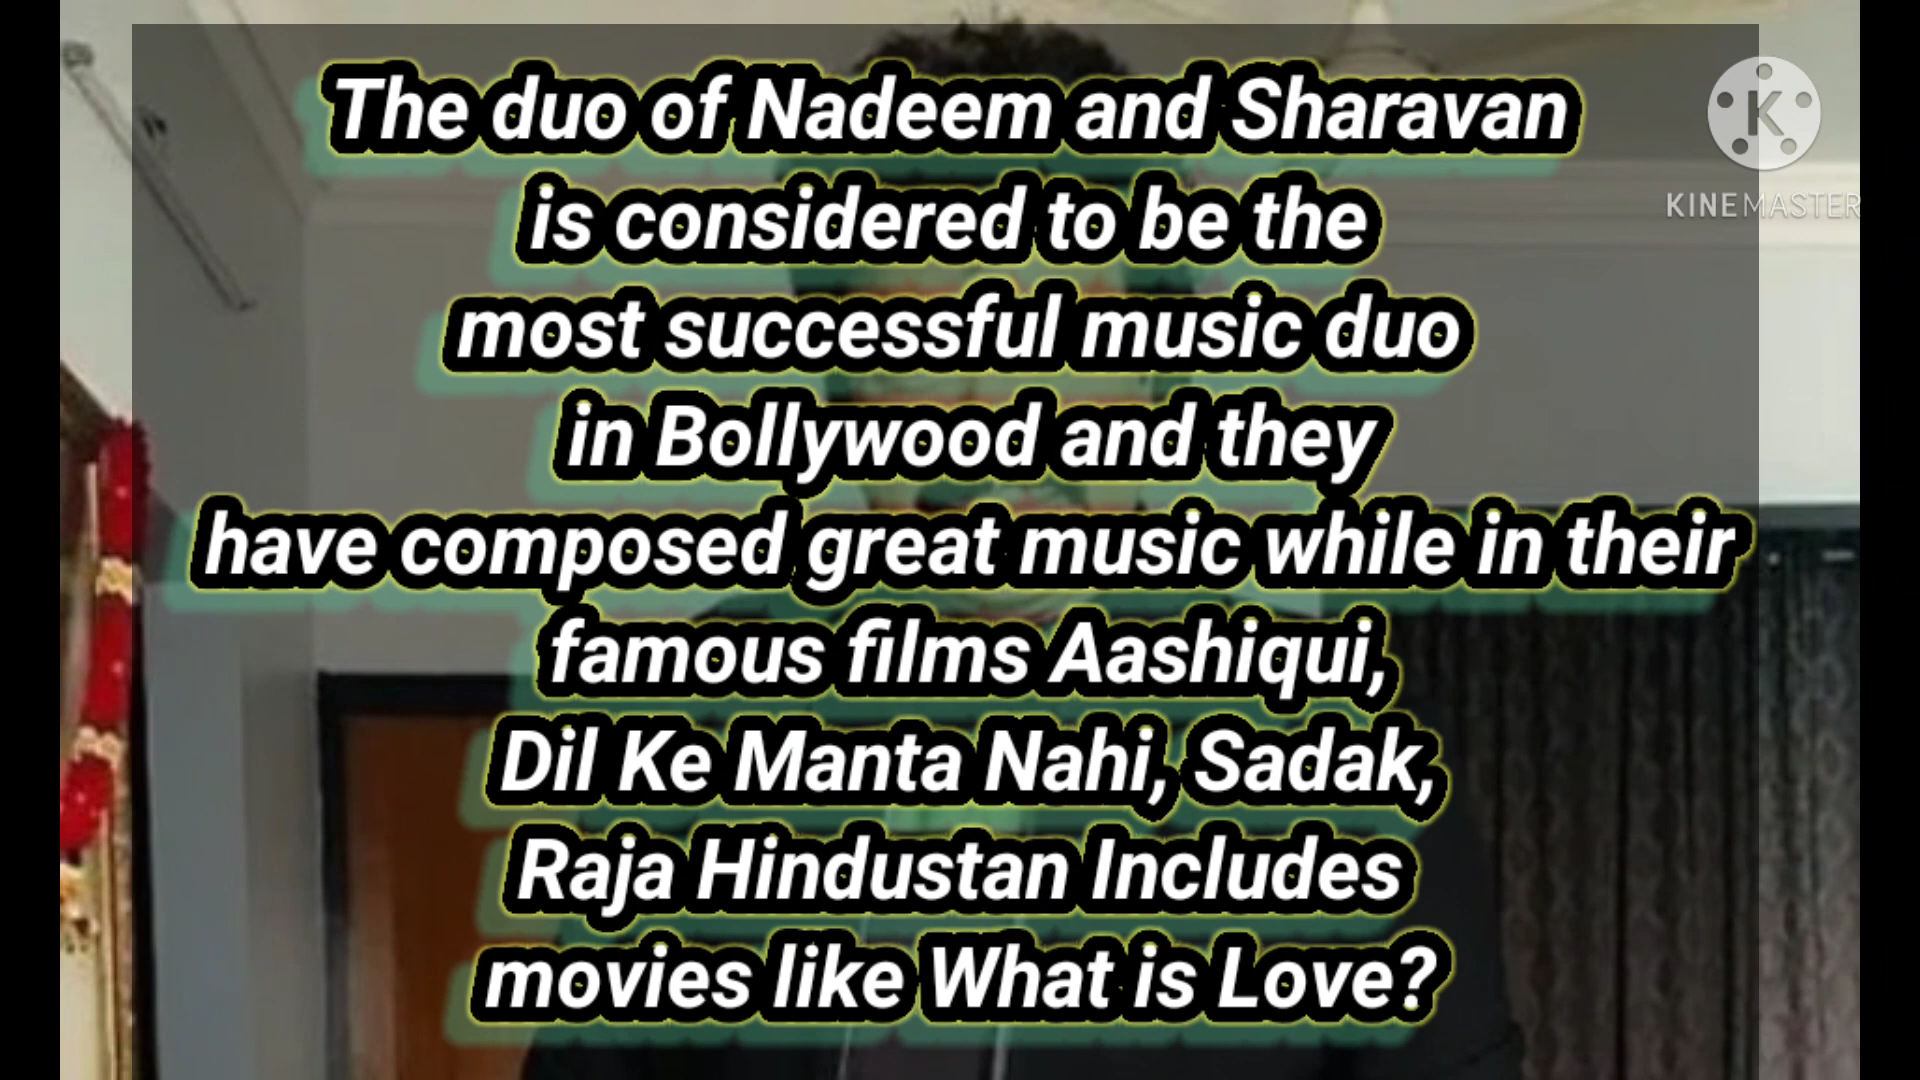 The duo of Nadeem and Sharavan
is considered to be the
most successful music duo
in Bollywood and they
have composed great music while in their
famous films Aashiqui,
Dil Ke Manta Nahi, Sadak,
Raja Hindustan Includes
movies like What is Love?
K
KINEMASTER